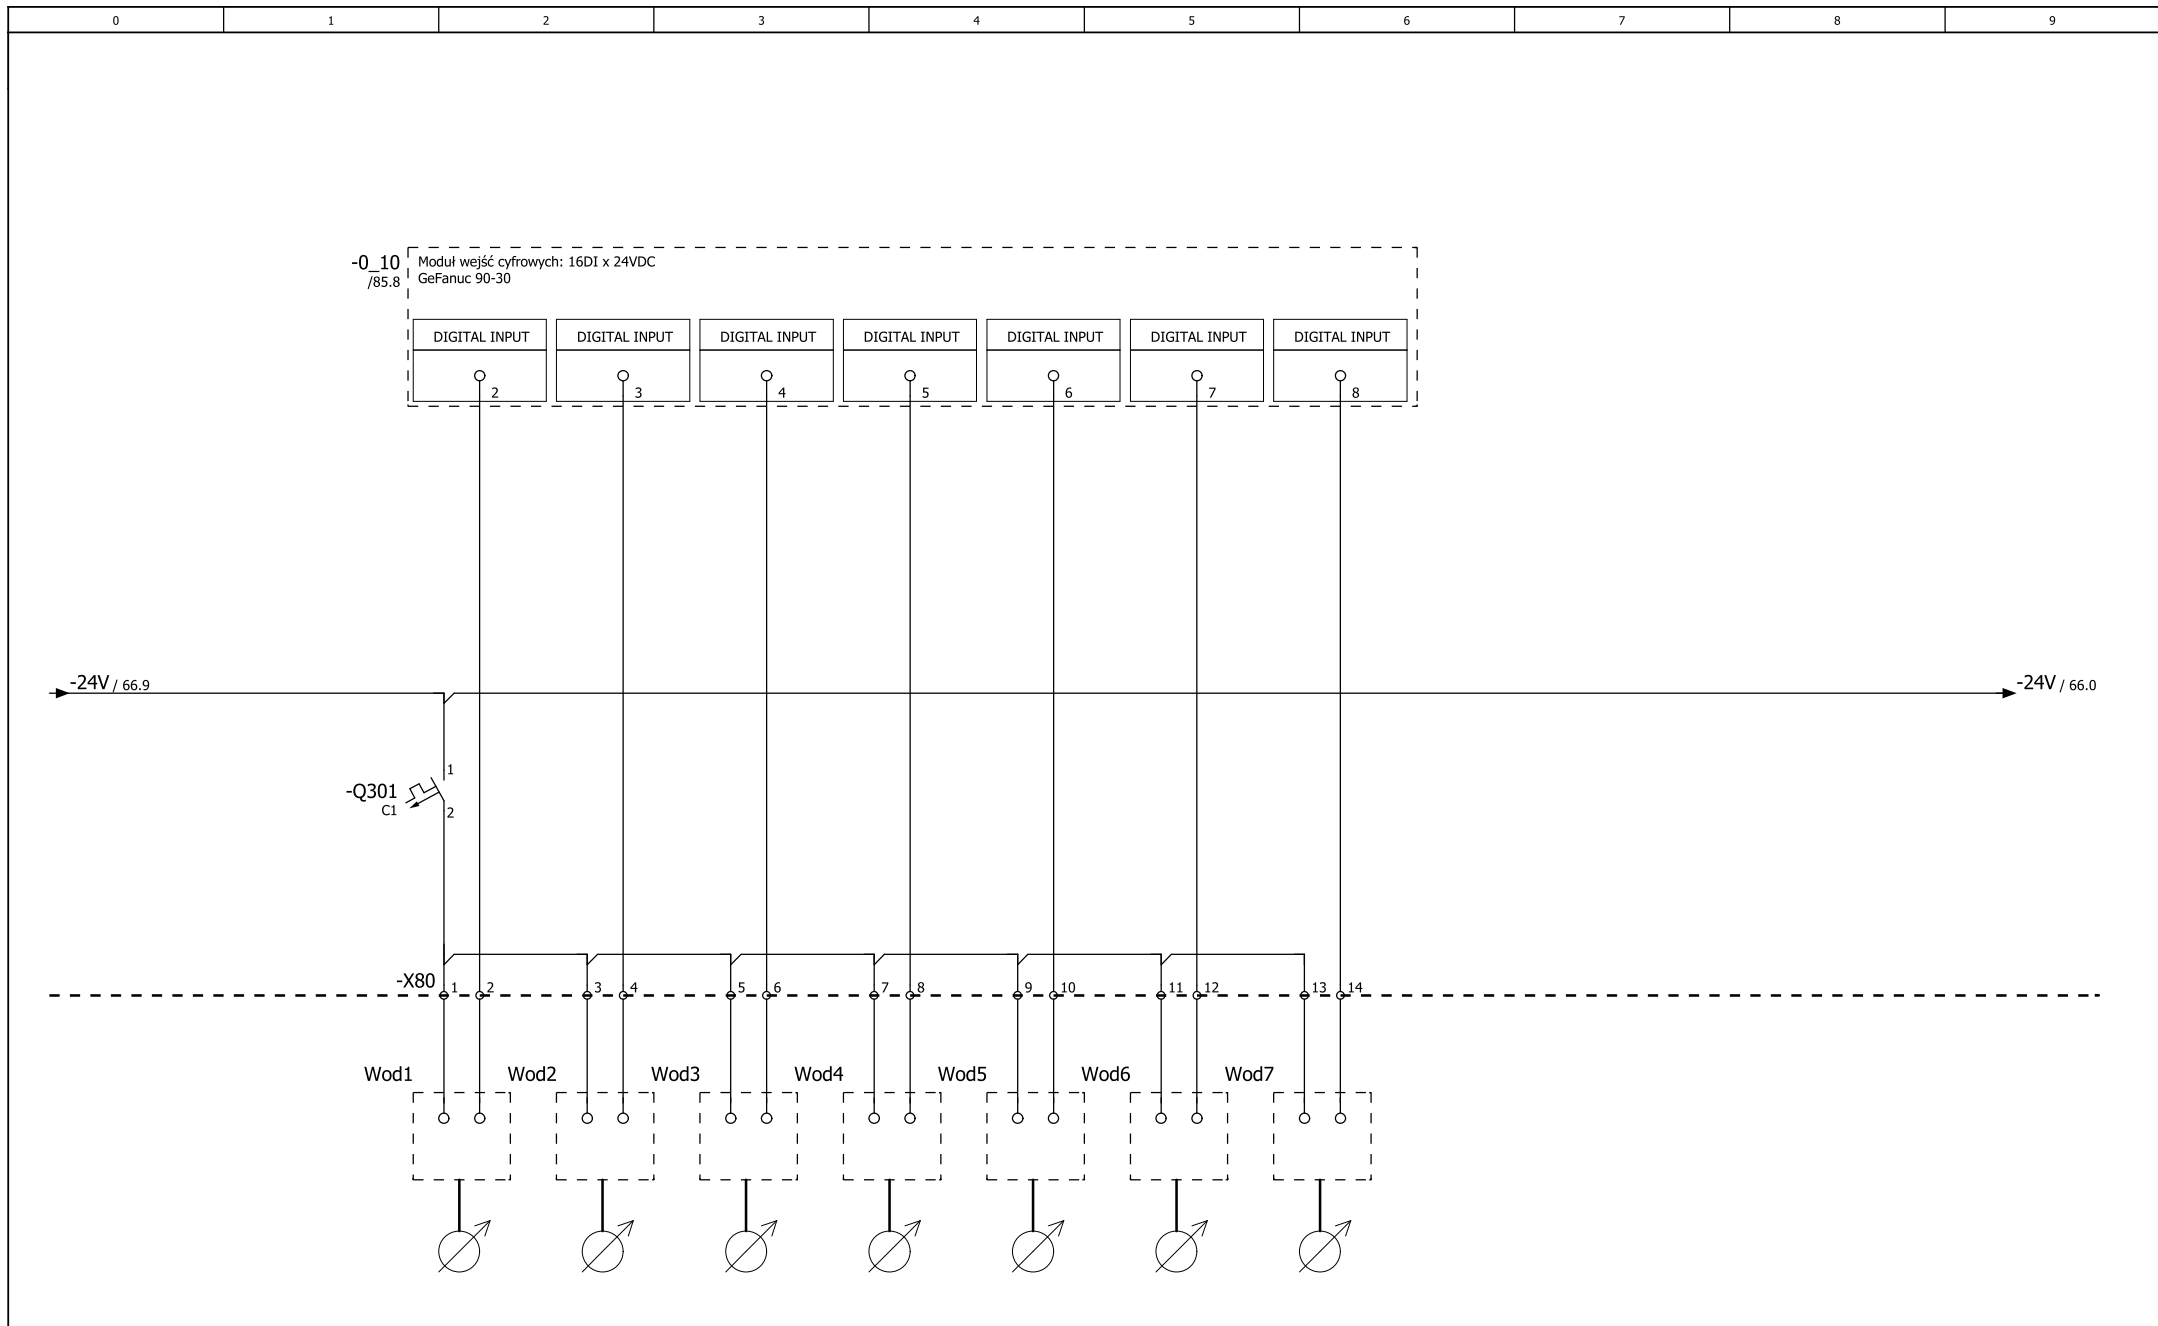 0 1 2 3 4 5 6 7 8 9
-0_10
/85.8
Moduł wejść cyfrowych: 16DI x 24VDC
GeFanuc 90-30
DIGITAL INPUT DIGITAL INPUT DIGITAL INPUT DIGITAL INPUT DIGITAL INPUT DIGITAL INPUT DIGITAL INPUT
2 3 4 5 6 7 8
-24V / 66.9
-24V / 66.0
1
-Q301
C1
2
-X80
1 2 3 4 5 6 7 8 9 10 11 12 13 14
Wod1 Wod2 Wod3 Wod4 Wod5 Wod6 Wod7